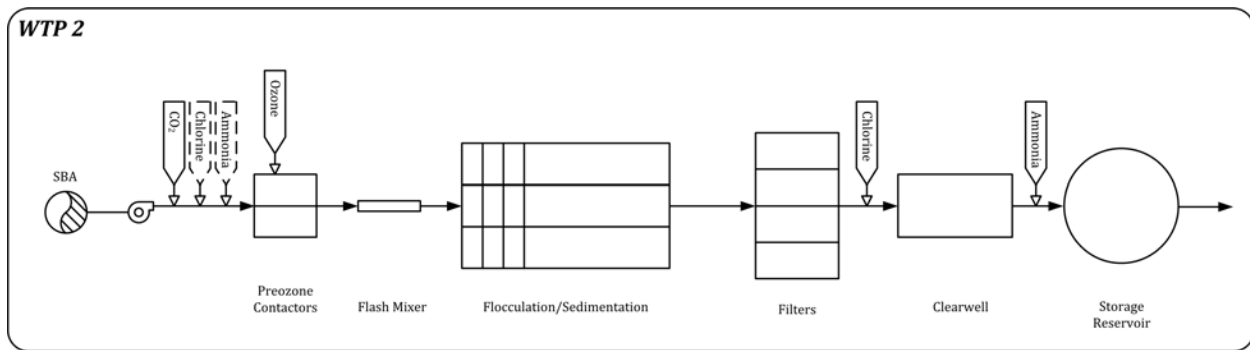 WTP 2
SBA
CO₂
Chlorine
Ammonia
Ozone
Chlorine
Ammonia
Preozone
Contactors
Flash Mixer
Flocculation/Sedimentation
Filters
Clearwell
Storage
Reservoir